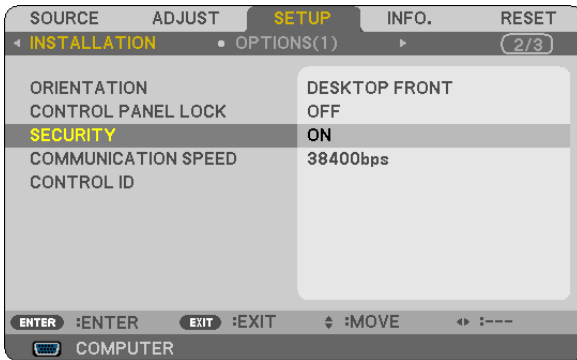 SOURCE ADJUST SETUP INFO. RESET
INSTALLATION • OPTIONS(1) 2/3
ORIENTATION DESKTOP FRONT
CONTROL PANEL LOCK OFF
SECURITY ON
COMMUNICATION SPEED 38400bps
CONTROL ID
ENTER :ENTER EXIT :EXIT :MOVE :---
COMPUTER